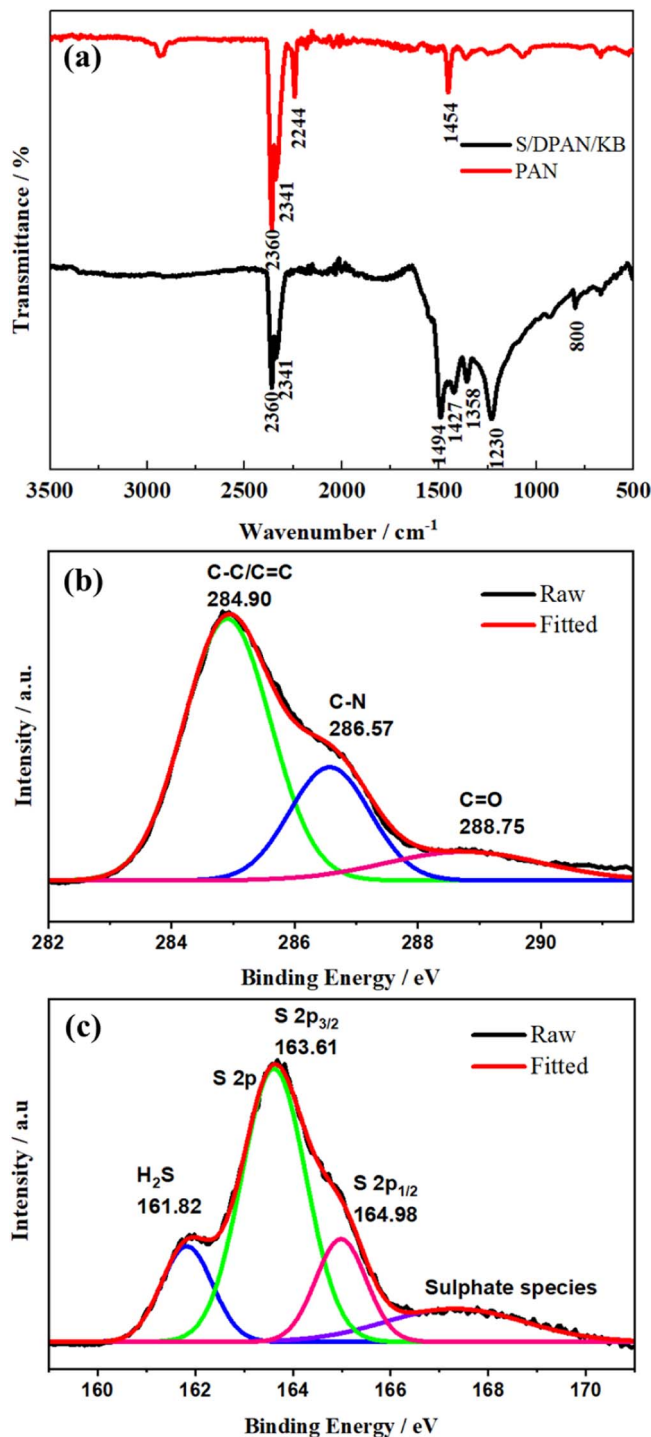 (a)
2244
1454
2341
2360
S/DPAN/KB
PAN
Transmittance / %
2341
2360
1494
1427
1358
1230
800
3500 3000 2500 2000 1500 1000 500
Wavenumber / cm-1
(b)
C-C/C=C
284.90
Raw
Fitted
C-N
286.57
C=O
288.75
Intensity / a.u.
282 284 286 288 290
Binding Energy / eV
(c)
S 2p3/2
163.61
Raw
Fitted
S 2p
H2S
161.82
S 2p1/2
164.98
Sulphate species
Intensity / a.u
160 162 164 166 168 170
Binding Energy / eV